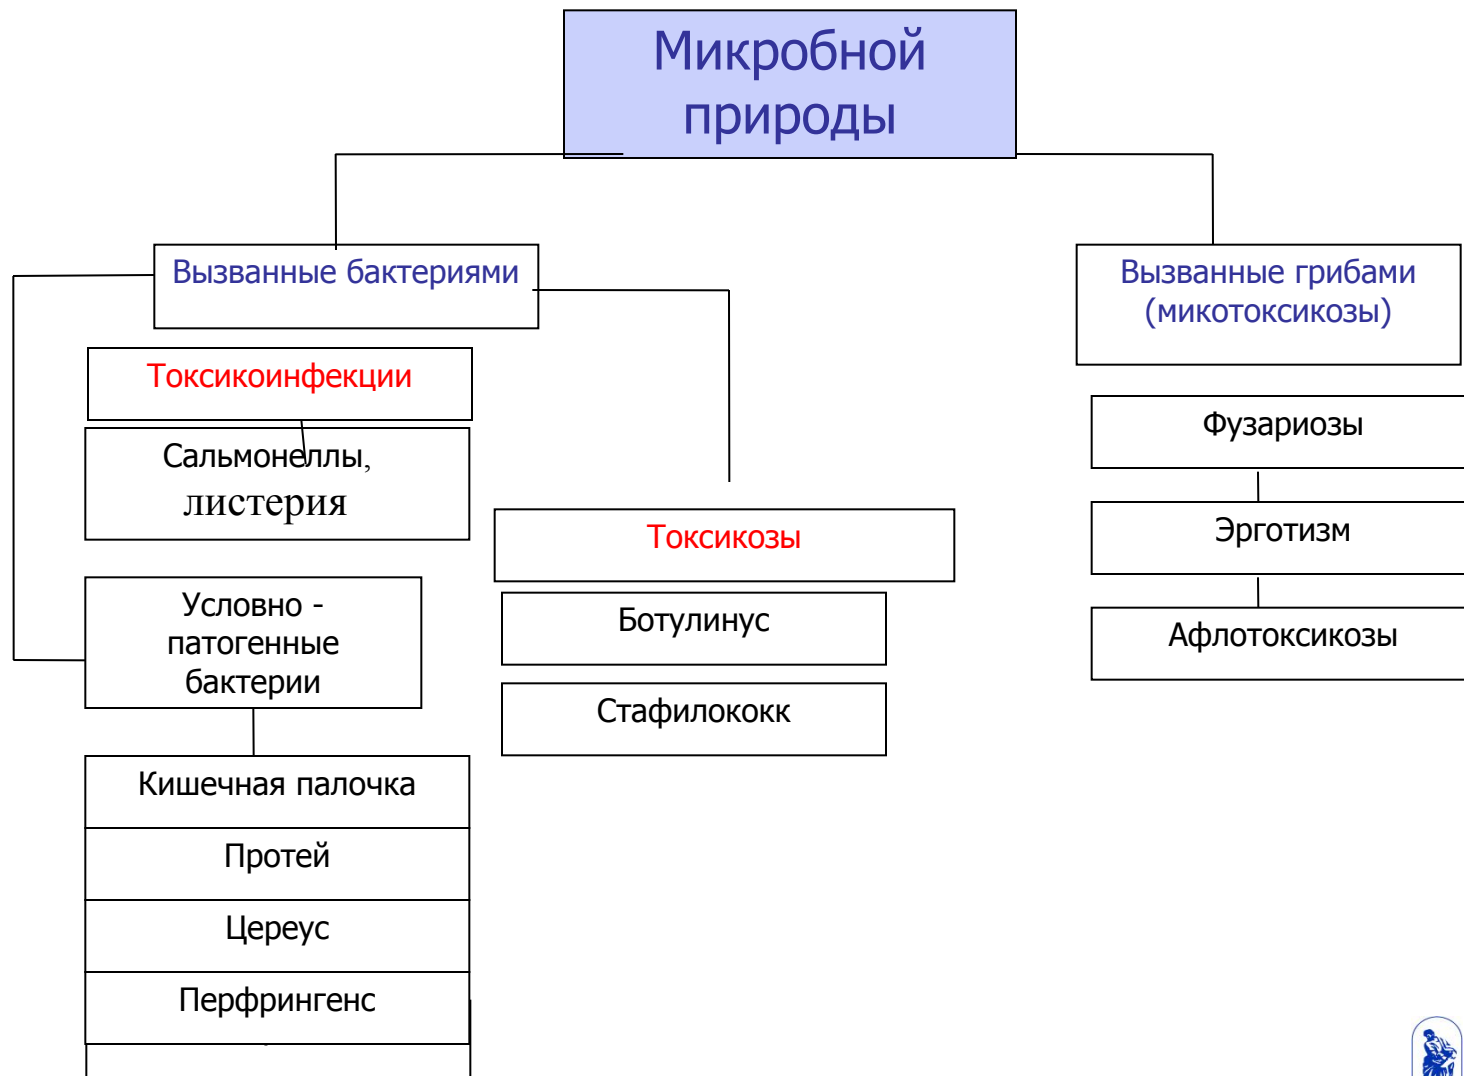 Микробной
природы
Вызванные бактериями
Вызванные грибами
(микотоксикозы)
Токсикоинфекции
Сальмонеллы,
листерия
Условно -
патогенные
бактерии
Кишечная палочка
Протей
Цереус
Перфрингенс
Токсикозы
Ботулинус
Стафилококк
Фузариозы
Эрготизм
Афлотоксикозы